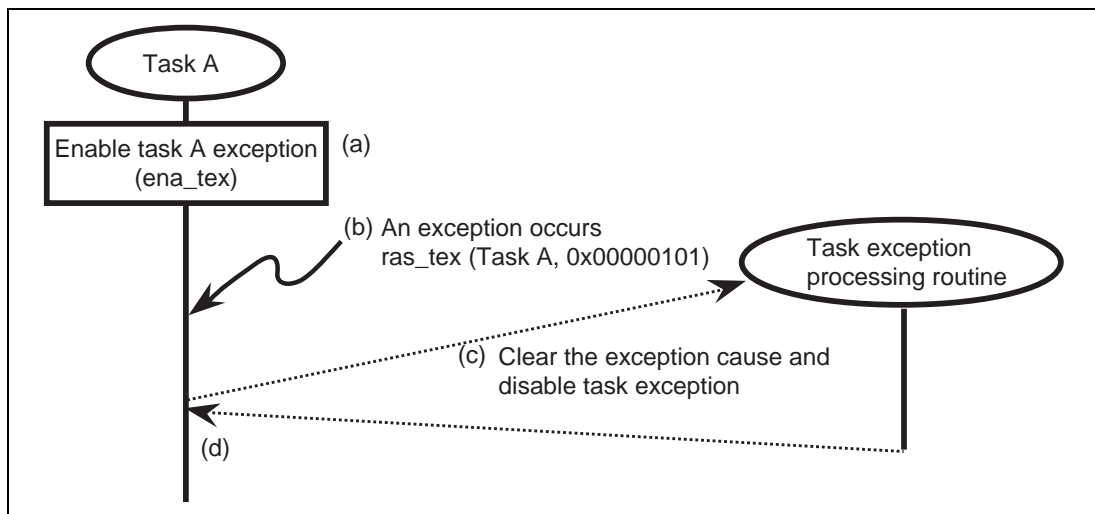 Task A
Enable task A exception
(ena_tex)
(a)
(b) An exception occurs
ras_tex (Task A, 0x00000101)
Task exception
processing routine
(c) Clear the exception cause and
disable task exception
(d)